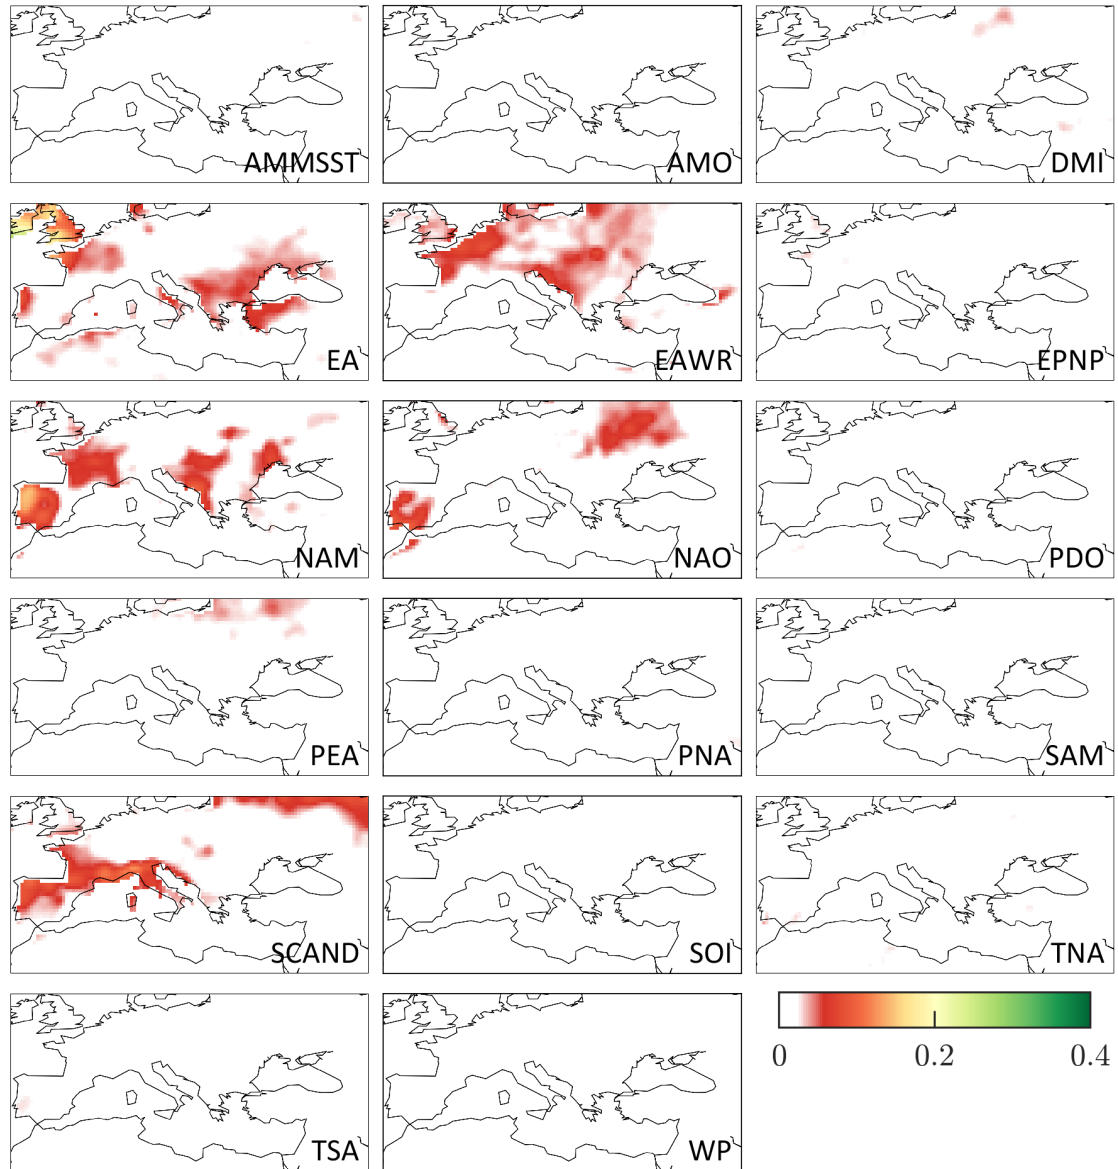 AMMSST
AMO
DMI
EA
EAWR
EPNP
NAM
NAO
PDO
PEA
PNA
SAM
SCAND
SOI
TNA
TSA
WP
0 0.2 0.4